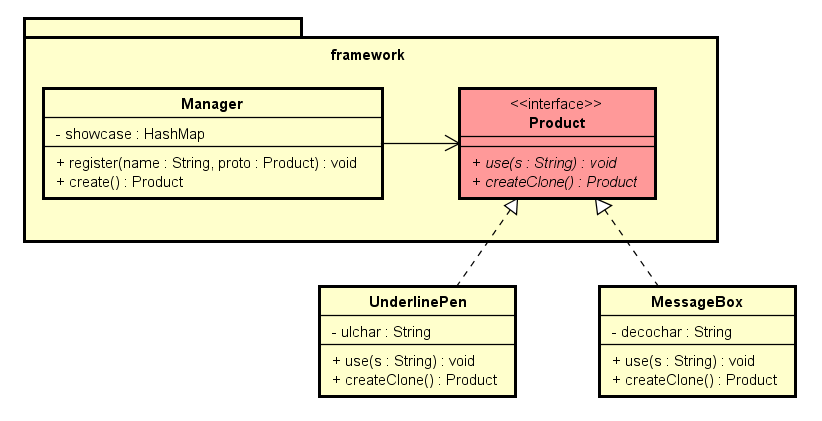 framework
Manager
- showcase : HashMap
+ register(name : String, proto : Product) : void
+ create() : Product
<<interface>>
Product
+ use(s : String) : void
+ createClone() : Product
UnderlinePen
- ulchar : String
+ use(s : String) : void
+ createClone() : Product
MessageBox
- decochar : String
+ use(s : String) : void
+ createClone() : Product